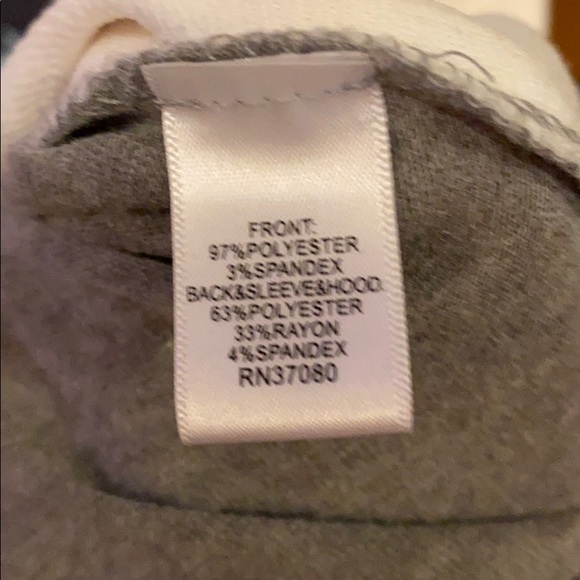 FRONT:
97%POLYESTER
3%SPANDEX
BACK&SLEEVE&HOOD:
63%POLYESTER
33%RAYON
4%SPANDEX
RN37080